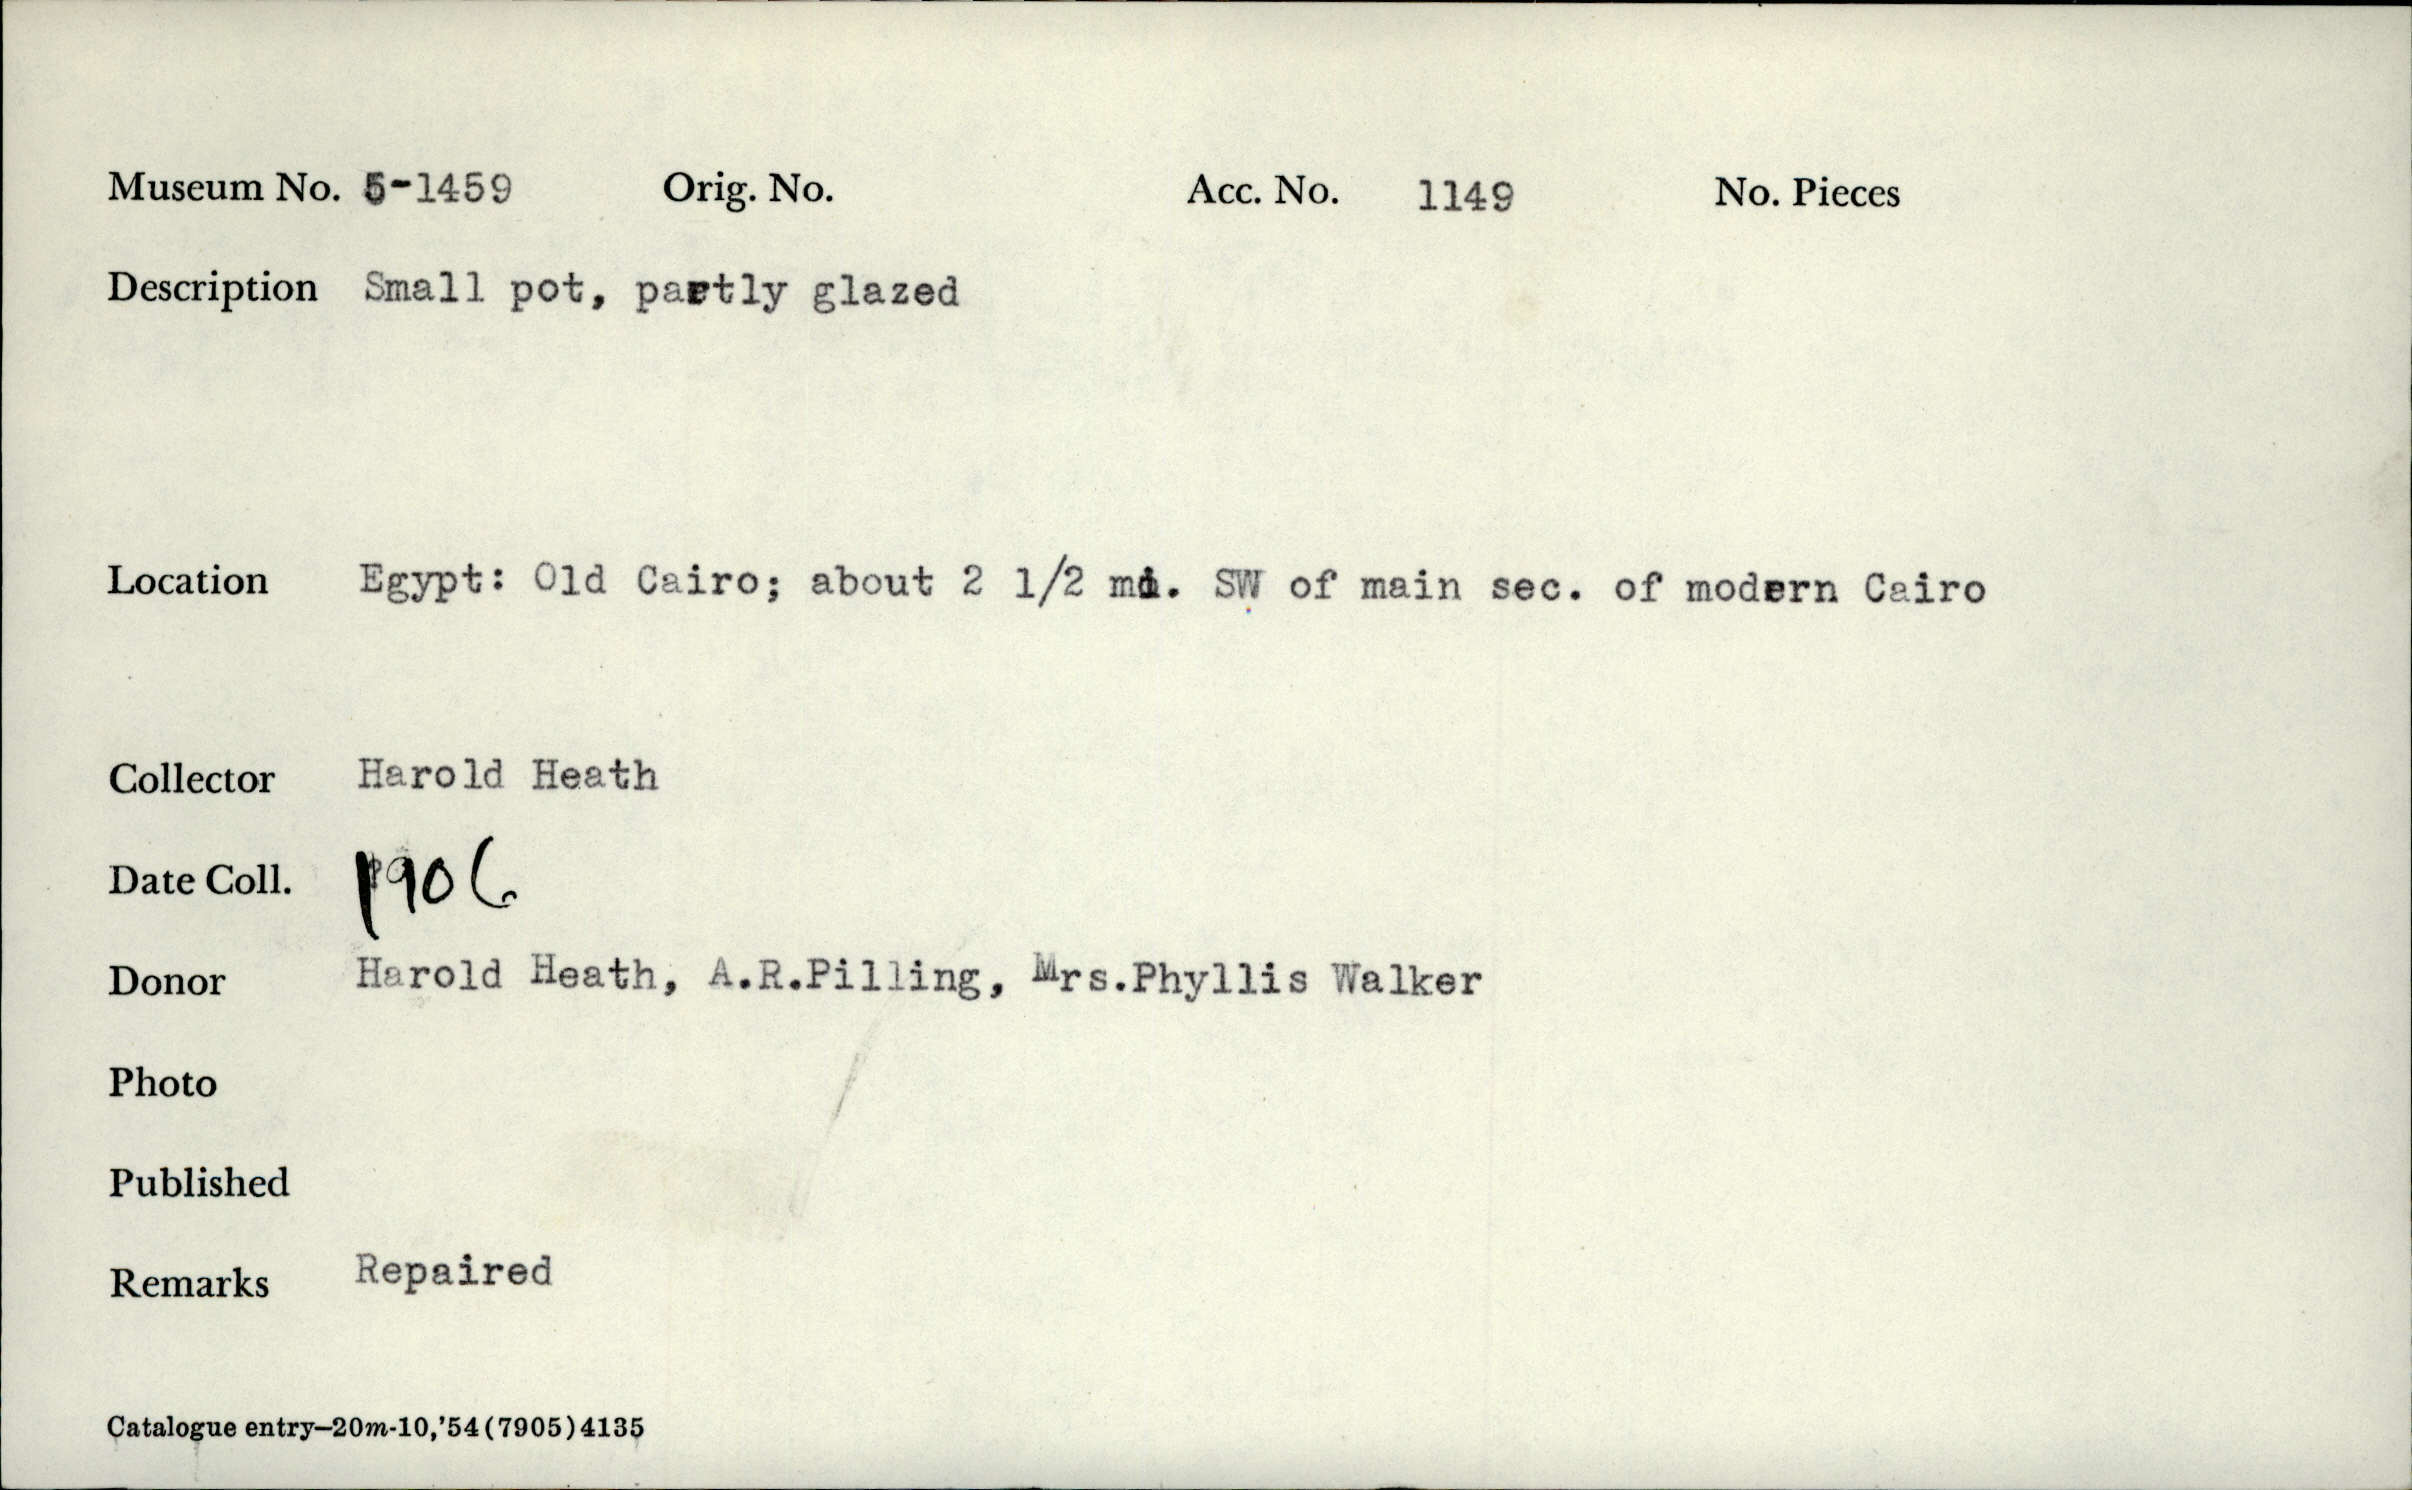 Museum No. 5-1459 Orig. No. Acc. No. 1149 No. Pieces
Description Small pot, partly glazed
Location Egypt: Old Cairo; about 2 1/2 mi. SW of main sec. of modern Cairo
Collector Harold Heath
Date Coll. 1906
Donor Harold Heath, A.R.Pilling, Mrs.Phyllis Walker
Photo
Published
Remarks Repaired
Catalogue entry—20m-10,'54(7905)4135